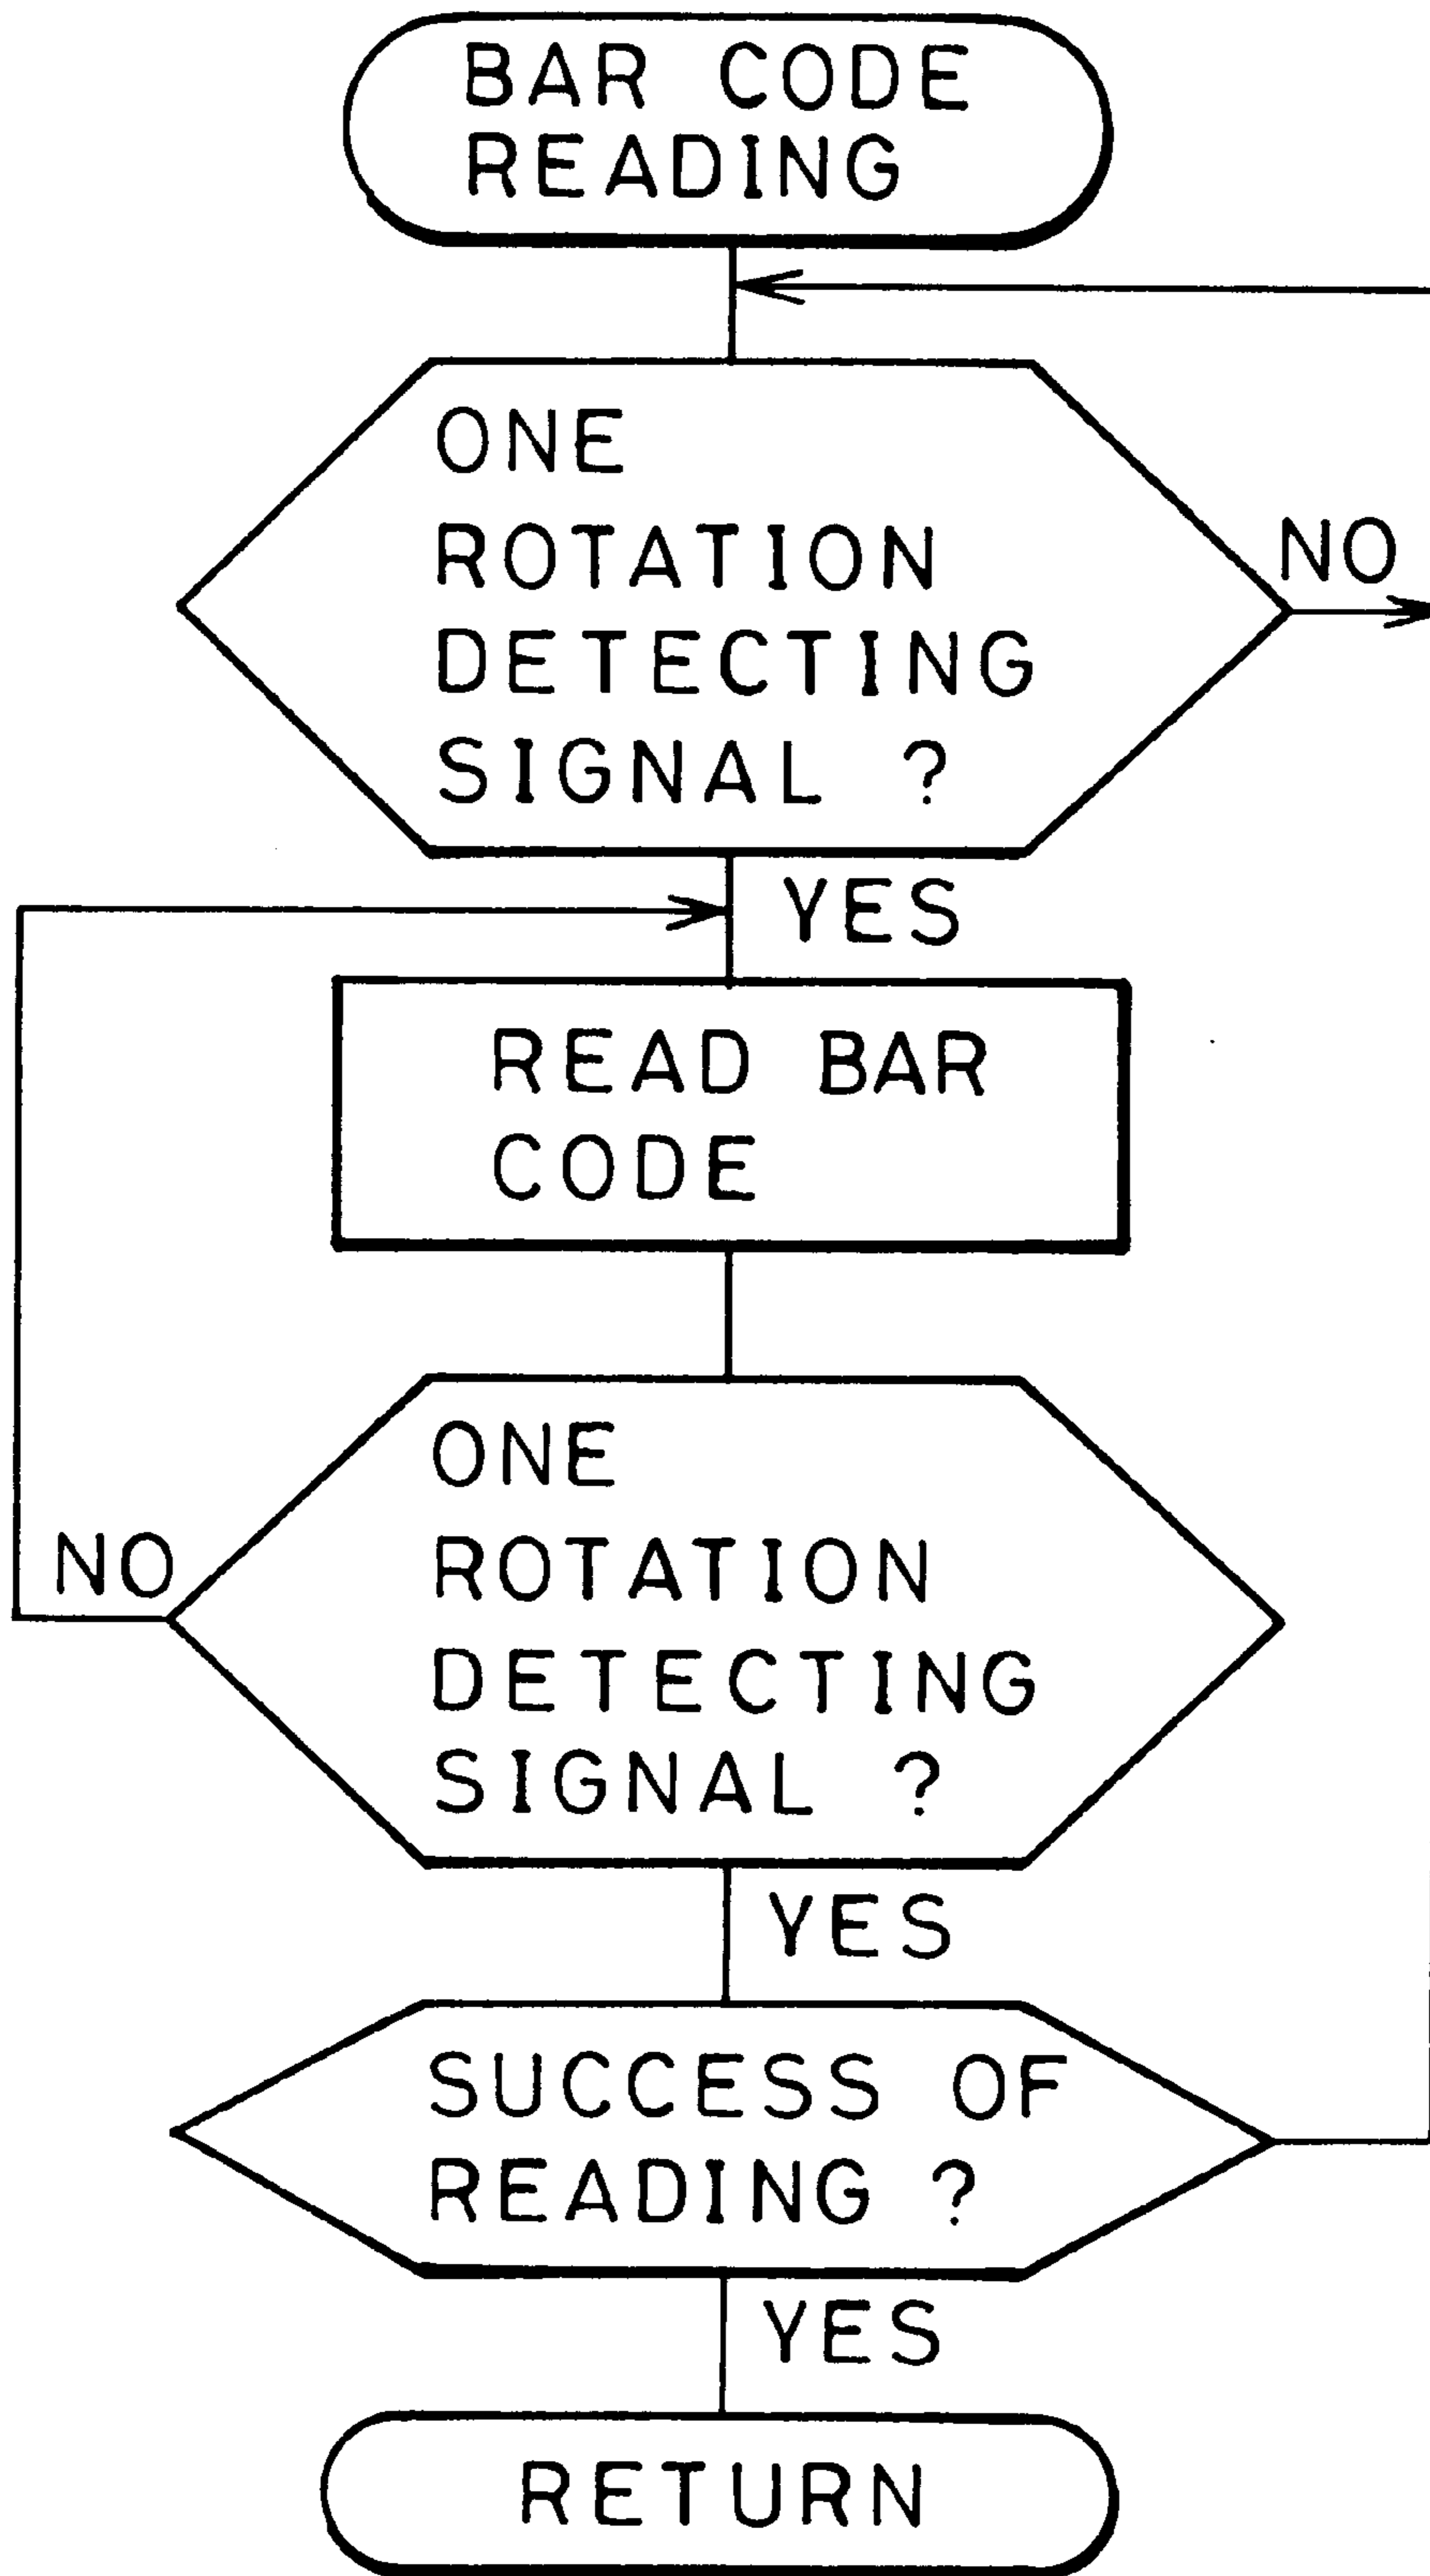 BAR CODE
READING
ONE
ROTATION
DETECTING
SIGNAL ?
NO
YES
READ BAR
CODE
ONE
ROTATION
DETECTING
SIGNAL ?
NO
YES
SUCCESS OF
READING ?
YES
RETURN